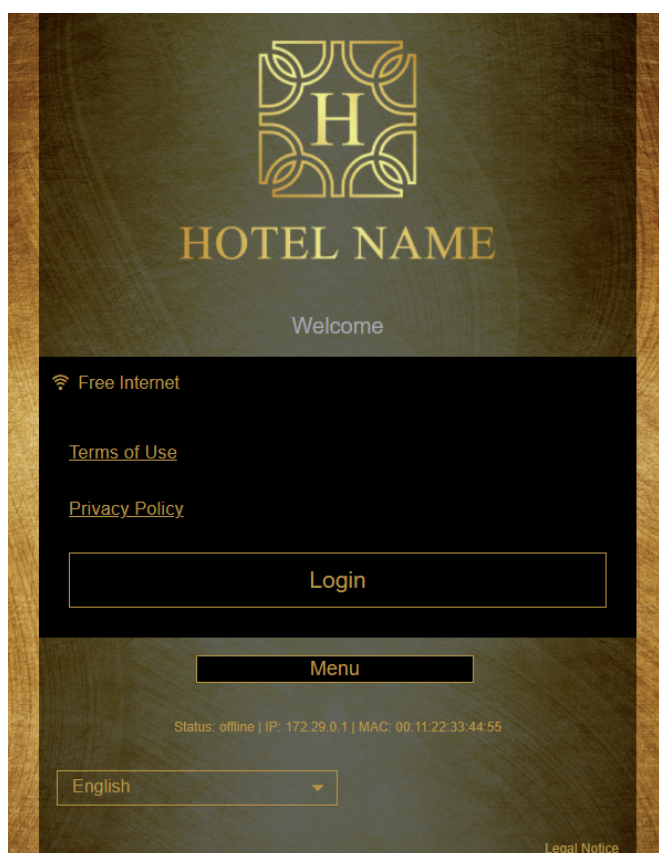 H
HOTEL NAME
Welcome
Free Internet
Terms of Use
Privacy Policy
Login
Menu
Status: offline | IP: 172.29.0.1 | MAC: 00:11:22:33:44:55
English
Legal Notice